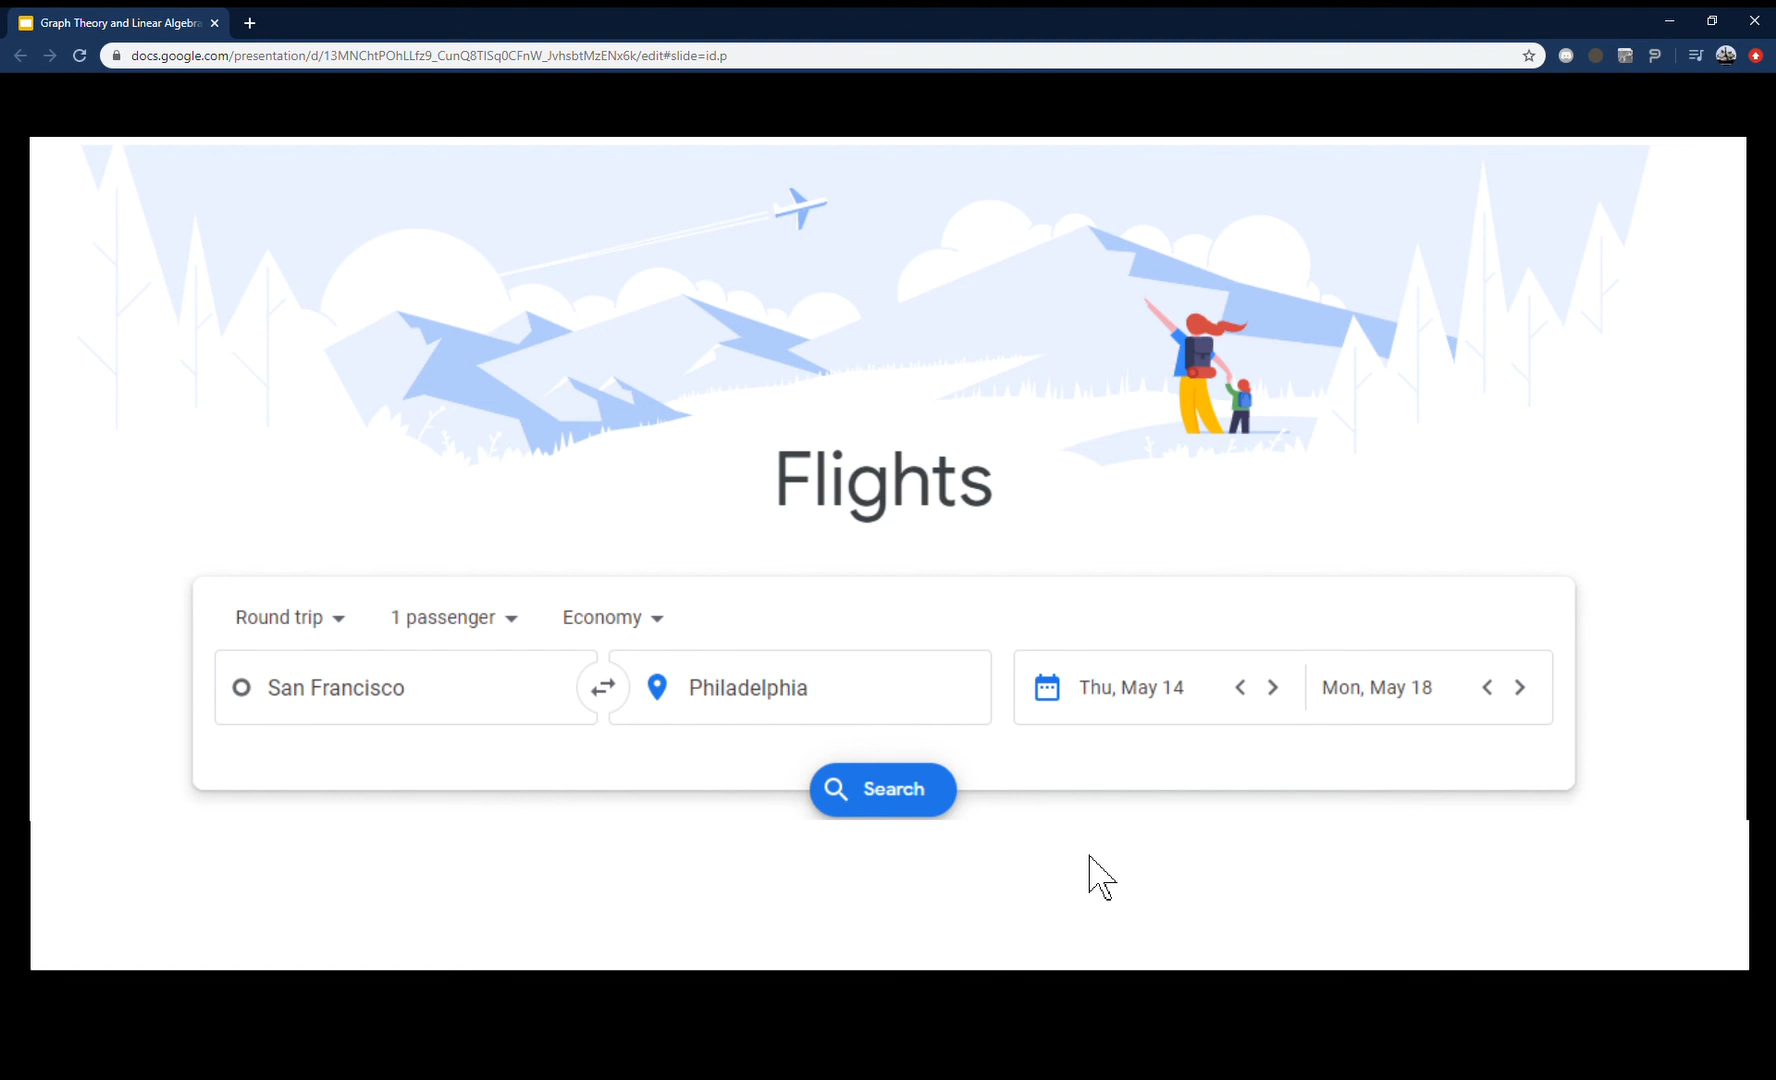 Graph Theory and Linear Algebra
docs.google.com/presentation/d/13MNChtPOhLLfz9_CunQ8TISq0CFnW_JvhsbtMzENx6k/edit#slide=id.p
Flights
Round trip 1 passenger Economy
San Francisco Philadelphia Thu, May 14 Mon, May 18
Search